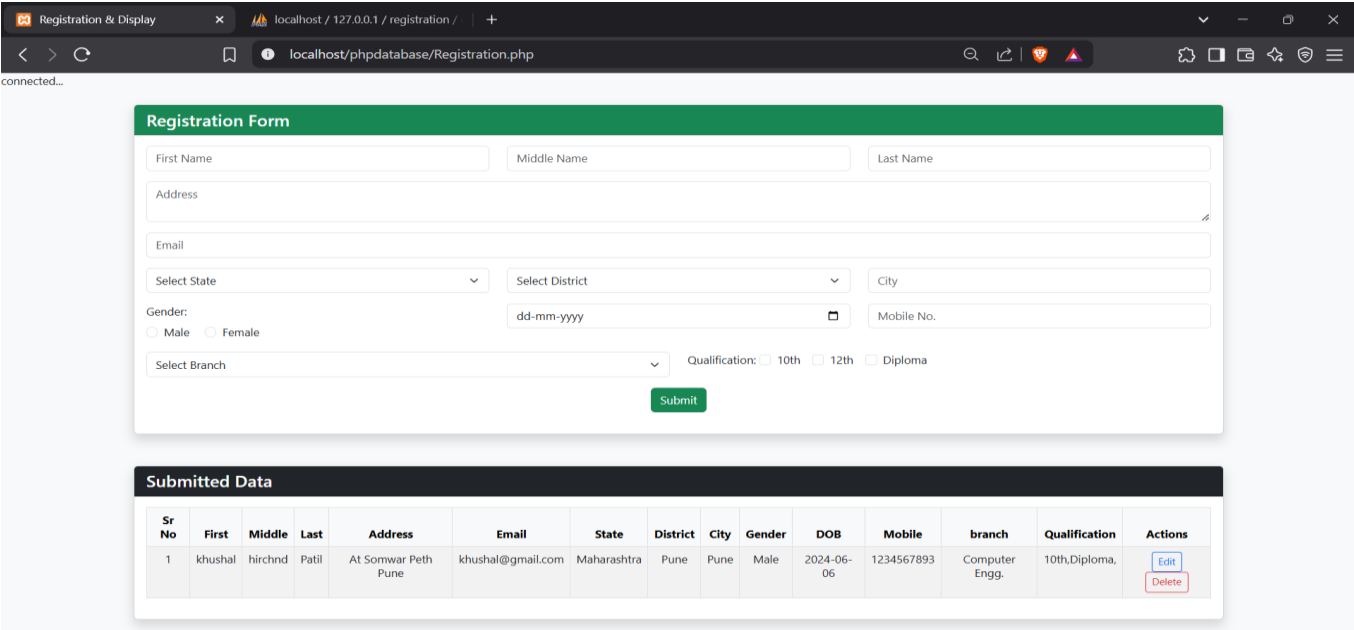 Registration & Display
localhost / 127.0.0.1 / registration /
localhost/phpdatabase/Registration.php
connected...
Registration Form
First Name Middle Name Last Name
Address
Email
Select State Select District City
Gender:
dd-mm-yyyy Mobile No.
Male Female
Select Branch Qualification: 10th 12th Diploma
Submit
Submitted Data
Sr No First Middle Last Address Email State District City Gender DOB Mobile branch Qualification Actions
1 khushal hirchnd Patil At Somwar Peth Pune khushal@gmail.com Maharashtra Pune Pune Male 2024-06-06 1234567893 Computer Engg. 10th,Diploma, Edit
Delete